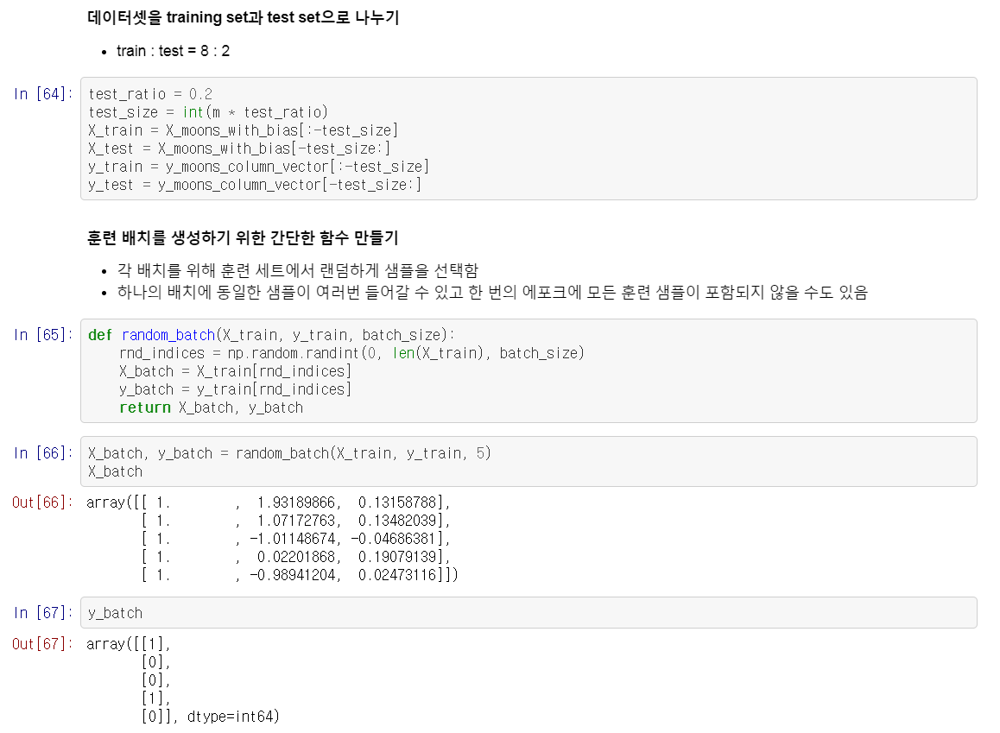 데이터셋을 training set과 test set으로 나누기
• train : test = 8 : 2
In [64]: test_ratio = 0.2
test_size = int(m * test_ratio)
X_train = X_moons_with_bias[:-test_size]
X_test = X_moons_with_bias[-test_size:]
y_train = y_moons_column_vector[:-test_size]
y_test = y_moons_column_vector[-test_size:]
훈련 배치를 생성하기 위한 간단한 함수 만들기
• 각 배치를 위해 훈련 세트에서 랜덤하게 샘플을 선택함
• 하나의 배치에 동일한 샘플이 여러번 들어갈 수 있고 한 번의 에포크에 모든 훈련 샘플이 포함되지 않을 수도 있음
In [65]: def random_batch(X_train, y_train, batch_size):
    rnd_indices = np.random.randint(0, len(X_train), batch_size)
    X_batch = X_train[rnd_indices]
    y_batch = y_train[rnd_indices]
    return X_batch, y_batch
In [66]: X_batch, y_batch = random_batch(X_train, y_train, 5)
X_batch
Out[66]: array([[ 1.        ,  1.93189866,  0.13158788],
       [ 1.        ,  1.07172763,  0.13482039],
       [ 1.        , -1.01148674, -0.04686381],
       [ 1.        ,  0.02201868,  0.19079139],
       [ 1.        , -0.98941204,  0.02473116]])
In [67]: y_batch
Out[67]: array([[1],
       [0],
       [0],
       [1],
       [0]], dtype=int64)